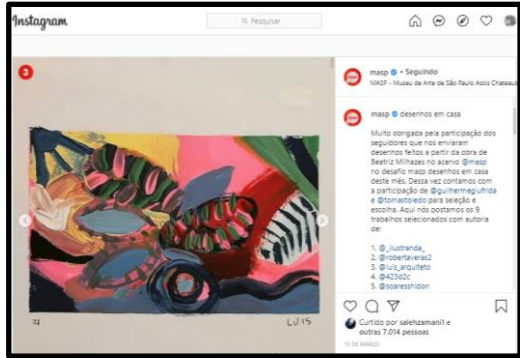 Instagram
Pesquisar
3
masp • Seguindo
MASP - Museu de Arte de São Paulo Assis Chateaub
masp desenhos em casa
Muito obrigada pela participação dos
seguidores que nos enviaram
desenhos feitos a partir da obra de
Beatriz Milhazes no acervo @masp
no desafio masp desenhos em casa
deste mês. Dessa vez contamos com
a participação de @guilhermegiufrida
e @tomastoledo para seleção e
escolha. Aqui nós postamos os 9
trabalhos selecionados com autoria
de:
1. @_ilustranda_
2. @robertaveras2
3. @luis_arquiteto
4. @423d2c
5. @soaresshidon
Curtido por salehzamani1 e
outras 7.014 pessoas
15 DE MARÇO
21
LUIS